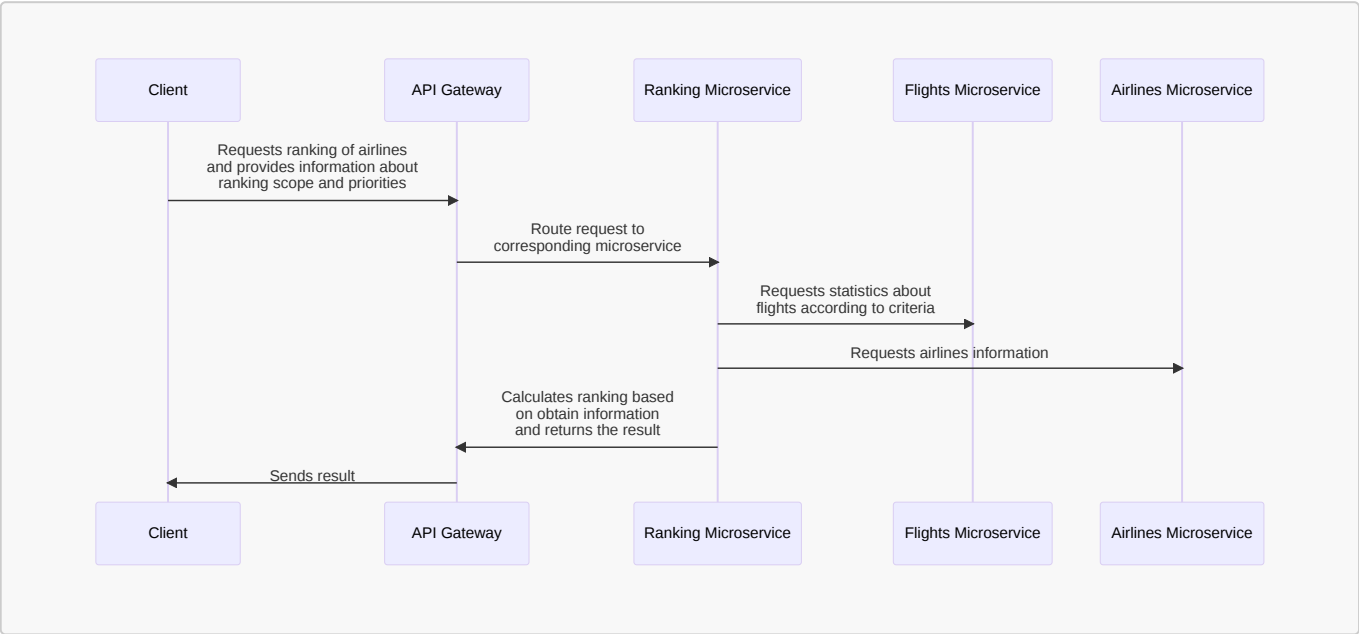 Client
API Gateway
Ranking Microservice
Flights Microservice
Airlines Microservice
Requests ranking of airlines
and provides information about
ranking scope and priorities
Route request to
corresponding microservice
Requests statistics about
flights according to criteria
Requests airlines information
Calculates ranking based
on obtain information
and returns the result
Sends result
Client
API Gateway
Ranking Microservice
Flights Microservice
Airlines Microservice